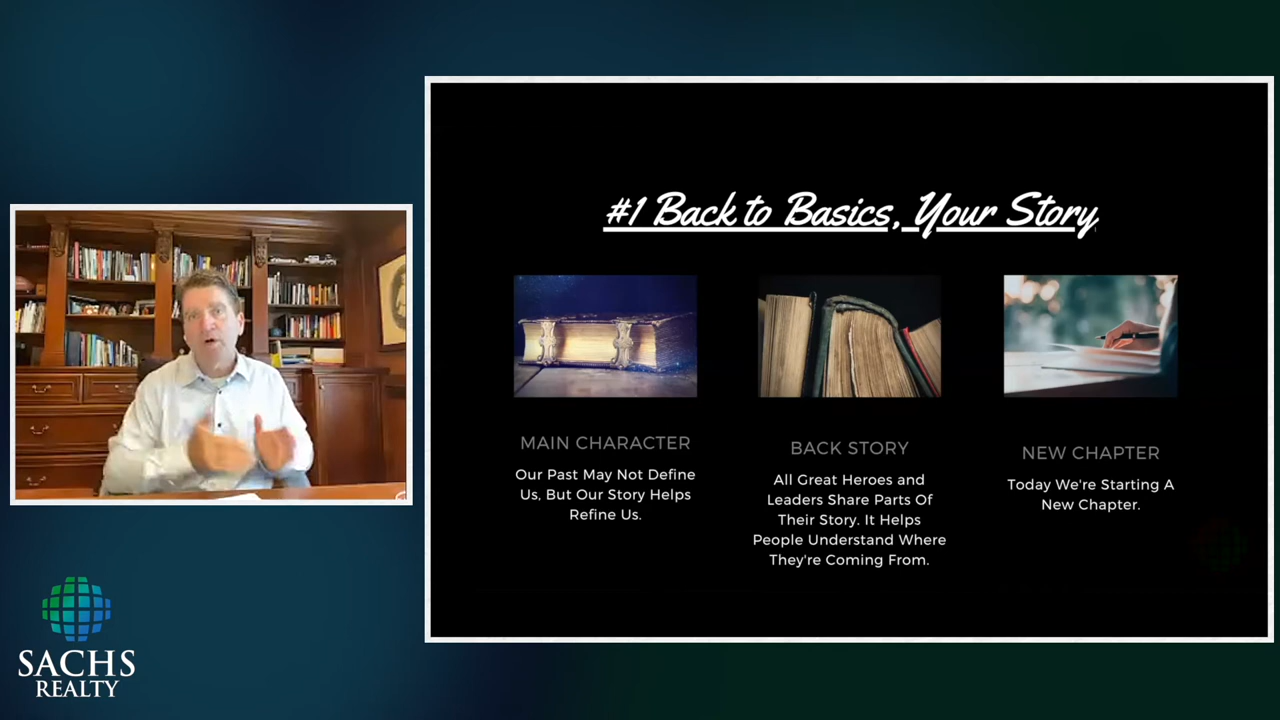 #1 Back to Basics, Your Story
MAIN CHARACTER
Our Past May Not Define
Us, But Our Story Helps
Refine Us.
BACK STORY
All Great Heroes and
Leaders Share Parts Of
Their Story. It Helps
People Understand Where
They're Coming From.
NEW CHAPTER
Today We're Starting A
New Chapter.
SACHS
REALTY